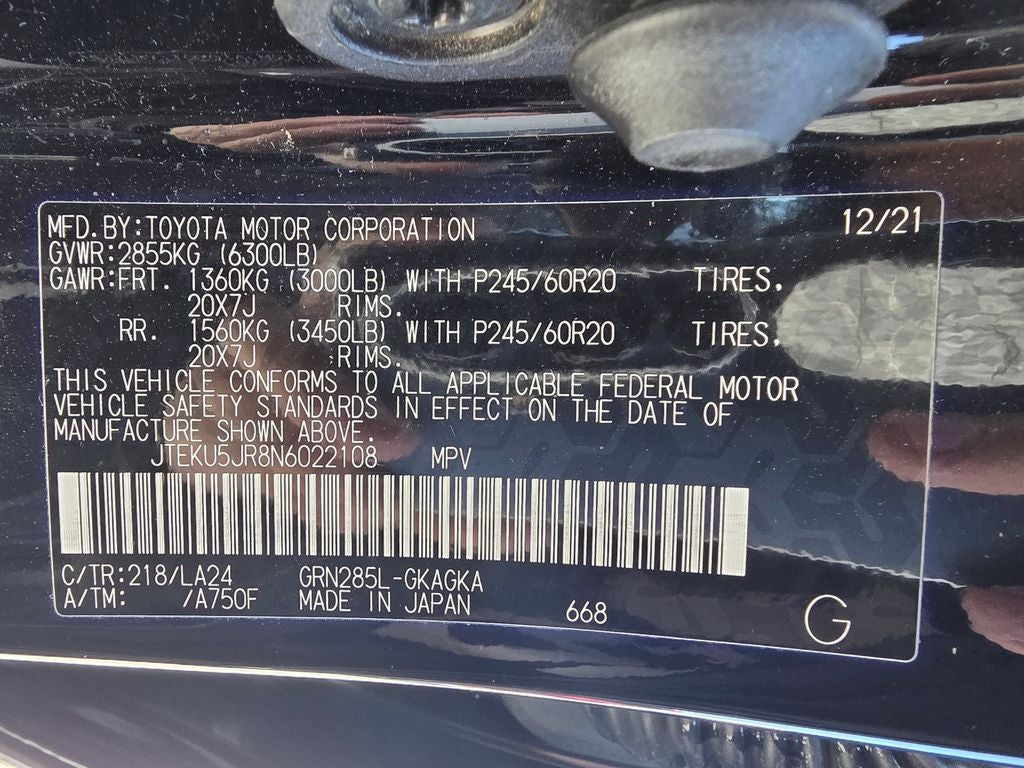 MFD.BY:TOYOTA MOTOR CORPORATION 12/21
GVWR:2855KG (6300LB)
GAWR:FRT. 1360KG (3000LB) WITH P245/60R20 TIRES,
20X7J RIMS.
RR. 1560KG (3450LB) WITH P245/60R20 TIRES,
20X7J RIMS.
THIS VEHICLE CONFORMS TO ALL APPLICABLE FEDERAL MOTOR
VEHICLE SAFETY STANDARDS IN EFFECT ON THE DATE OF
MANUFACTURE SHOWN ABOVE.
JTEKU5JR8N6022108 MPV
C/TR:218/LA24 GRN285L-GKAGKA
A/TM: /A750F MADE IN JAPAN 668 G